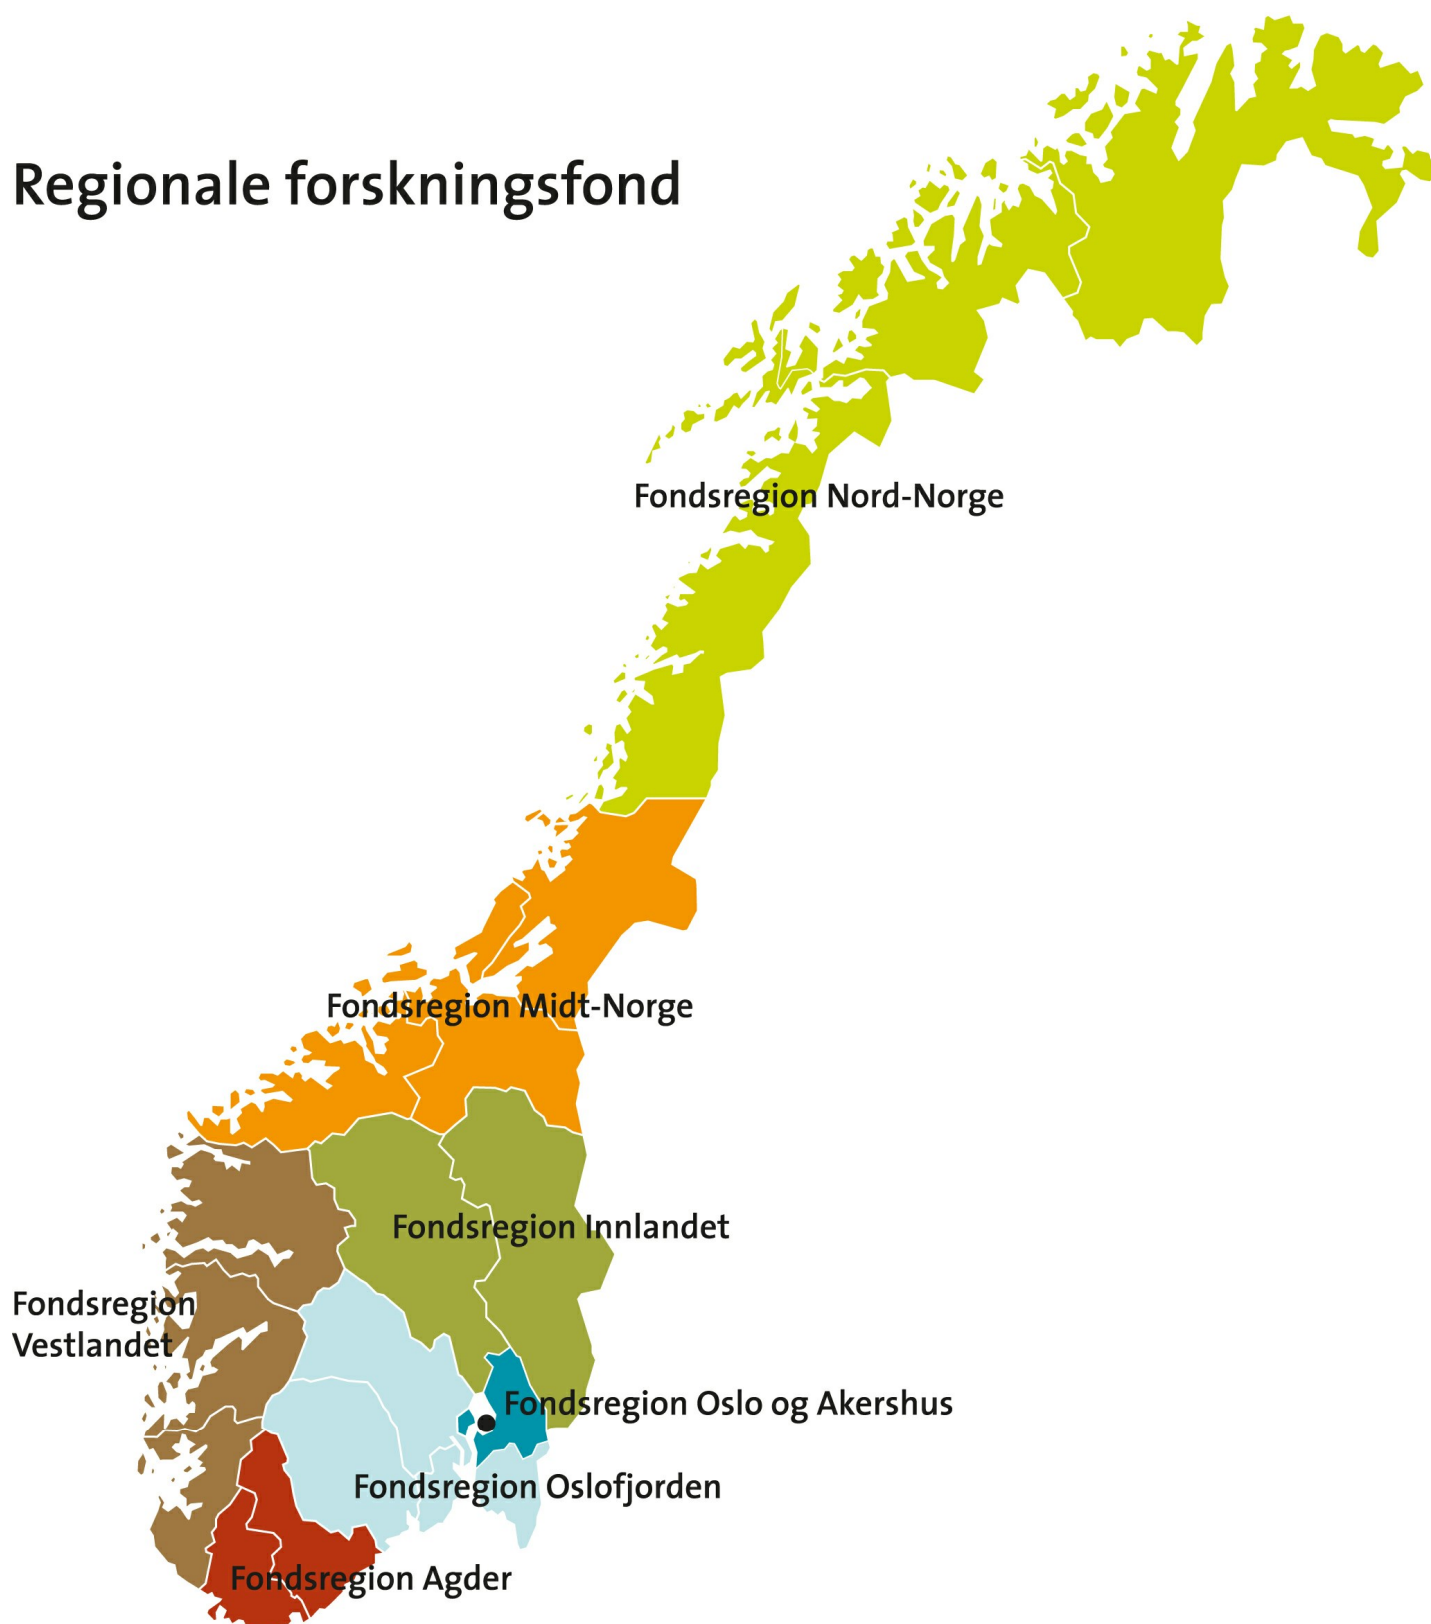 Regionale forskningsfond
Fondsregion Nord-Norge
Fondsregion Midt-Norge
Fondsregion Innlandet
Fondsregion
Vestlandet
Fondsregion Oslo og Akershus
Fondsregion Oslofjorden
Fondsregion Agder